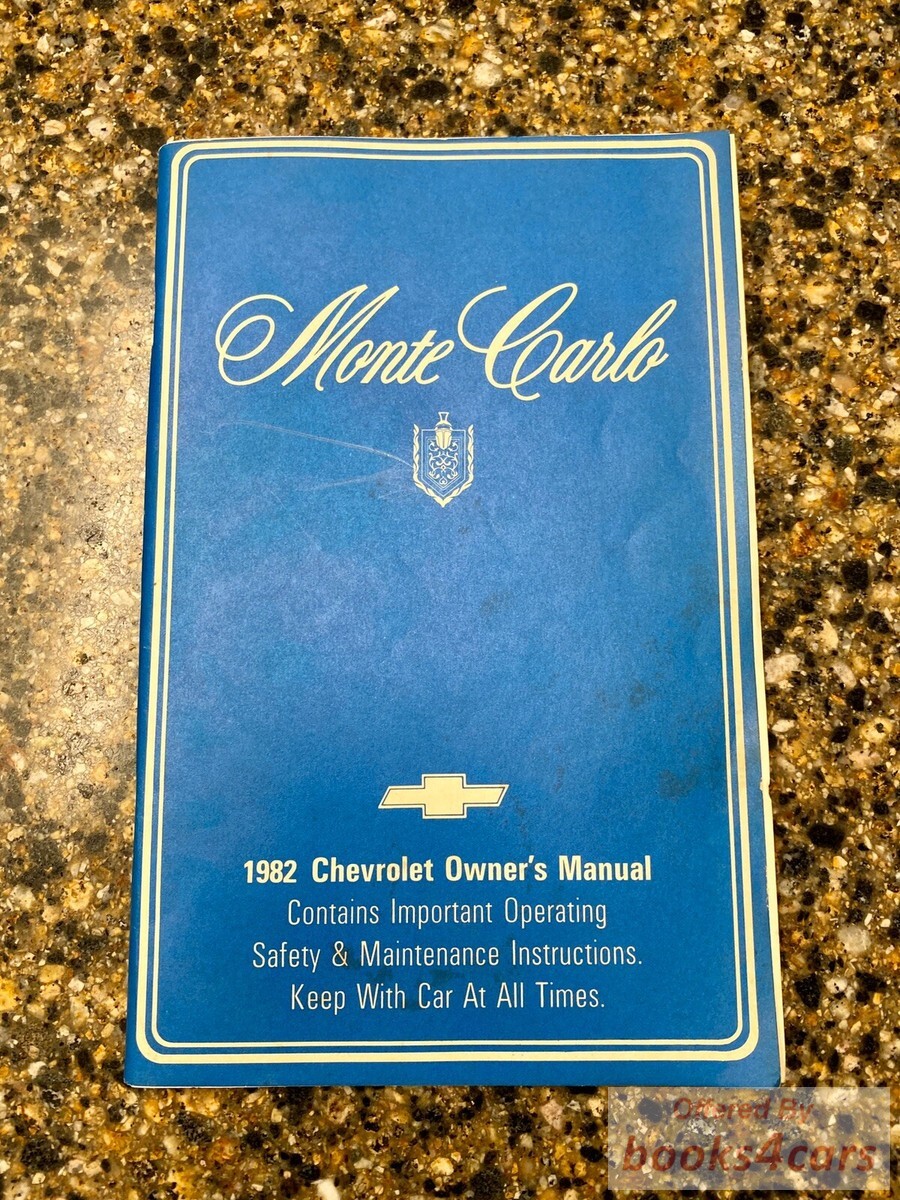 Monte Carlo
1982 Chevrolet Owner's Manual
Contains Important Operating
Safety & Maintenance Instructions.
Keep With Car At All Times.
Offered By
books4cars